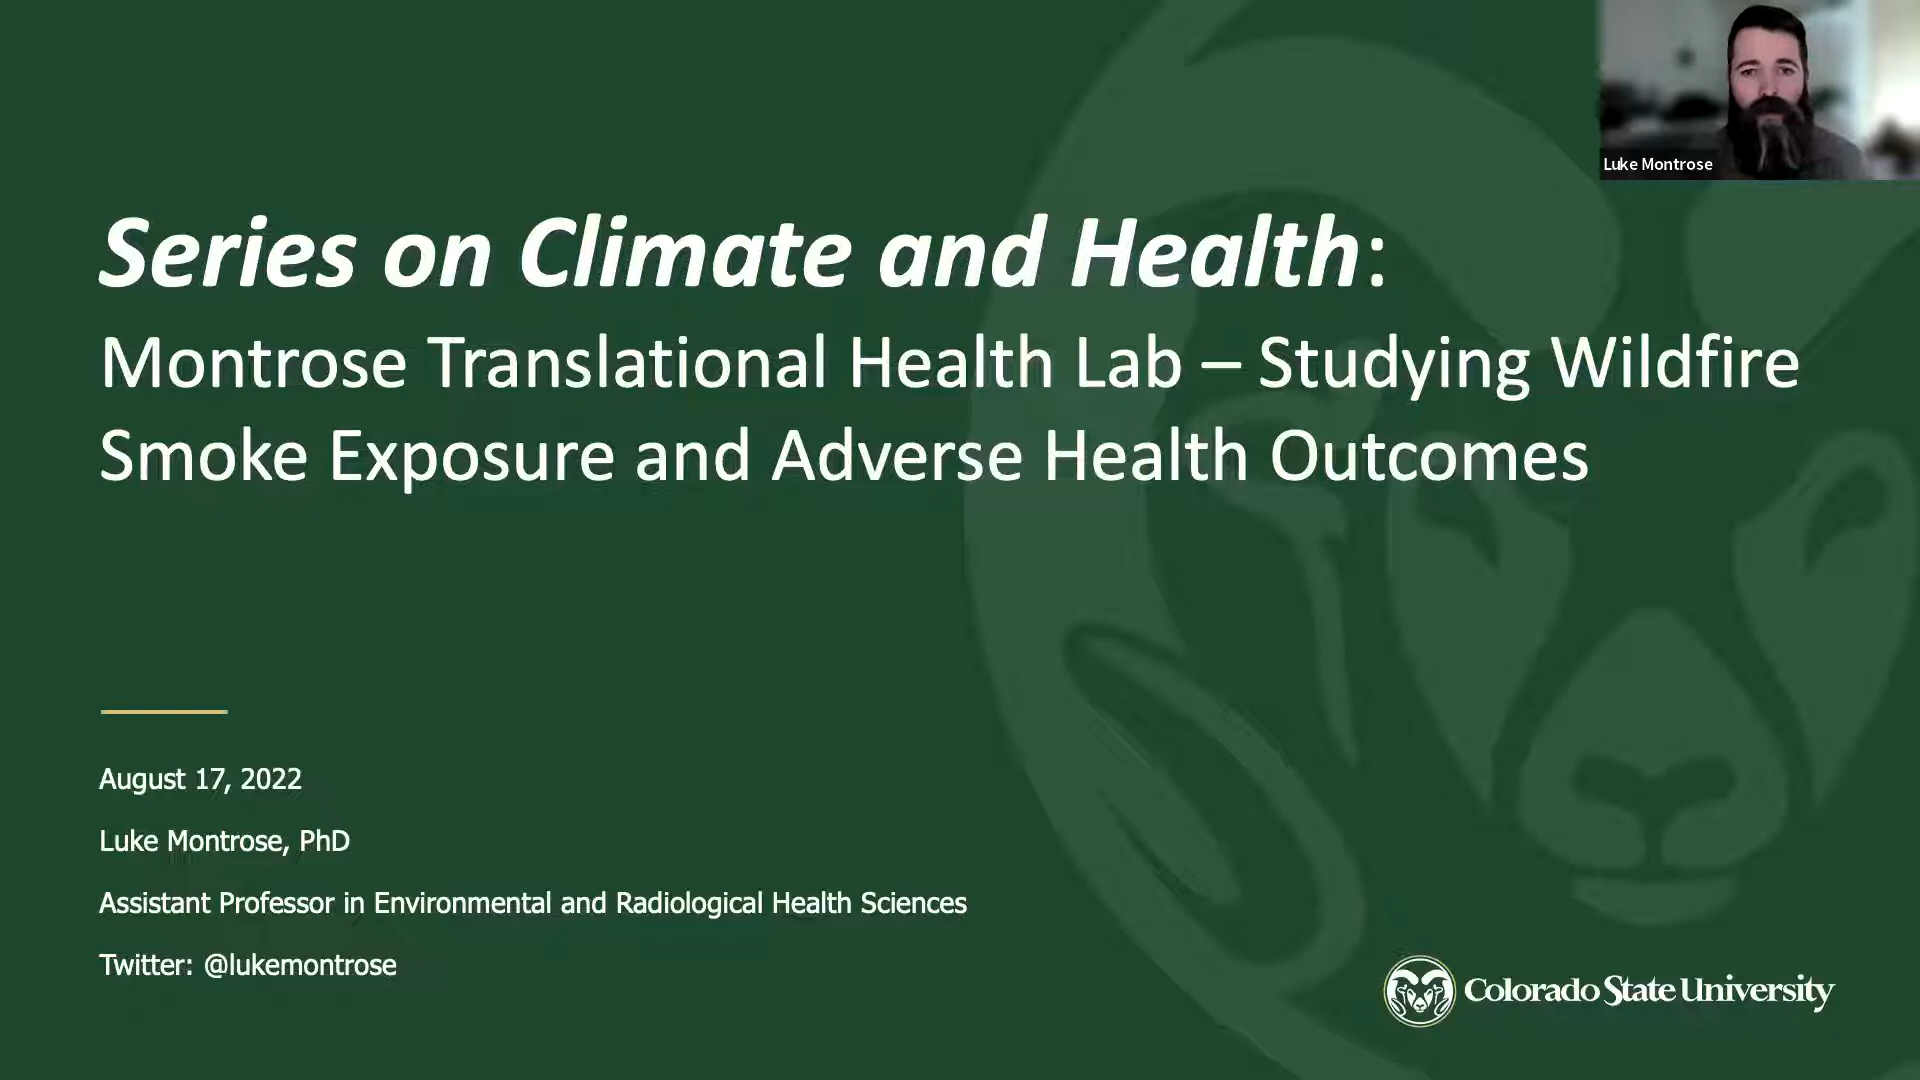 Luke Montrose
Series on Climate and Health:
Montrose Translational Health Lab – Studying Wildfire
Smoke Exposure and Adverse Health Outcomes
August 17, 2022
Luke Montrose, PhD
Assistant Professor in Environmental and Radiological Health Sciences
Twitter: @lukemontrose
Colorado State University